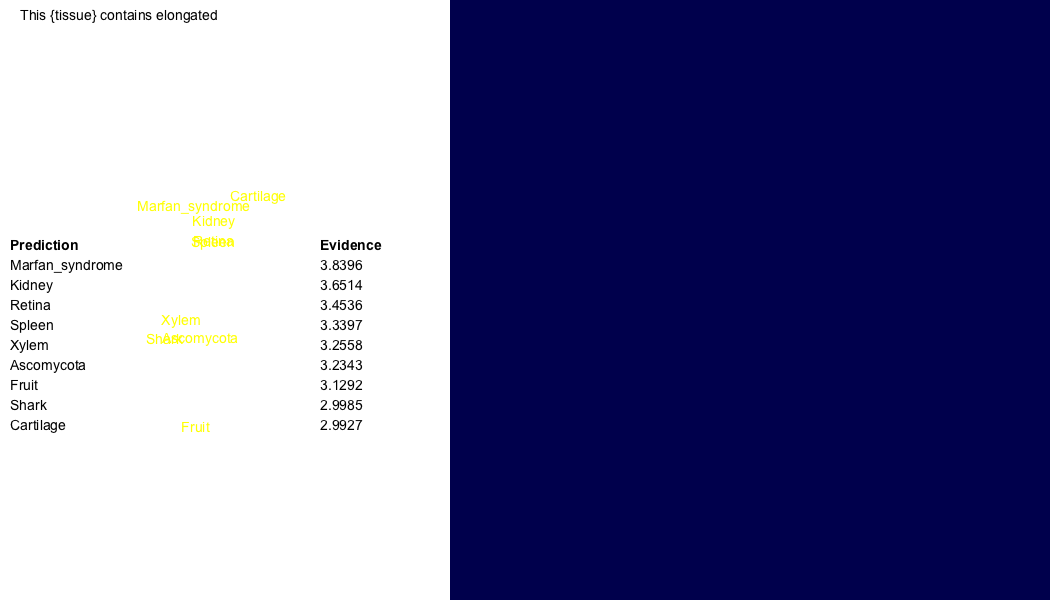 This {tissue} contains elongated
Cartilage
Marfan_syndrome
Kidney
Spleen
Prediction Evidence
Marfan_syndrome 3.8396
Kidney 3.6514
Retina 3.4536
Spleen 3.3397
Xylem 3.2558
Ascomycota 3.2343
Fruit 3.1292
Shark 2.9985
Cartilage 2.9927
Xylem
Shark
Ascomycota
Fruit